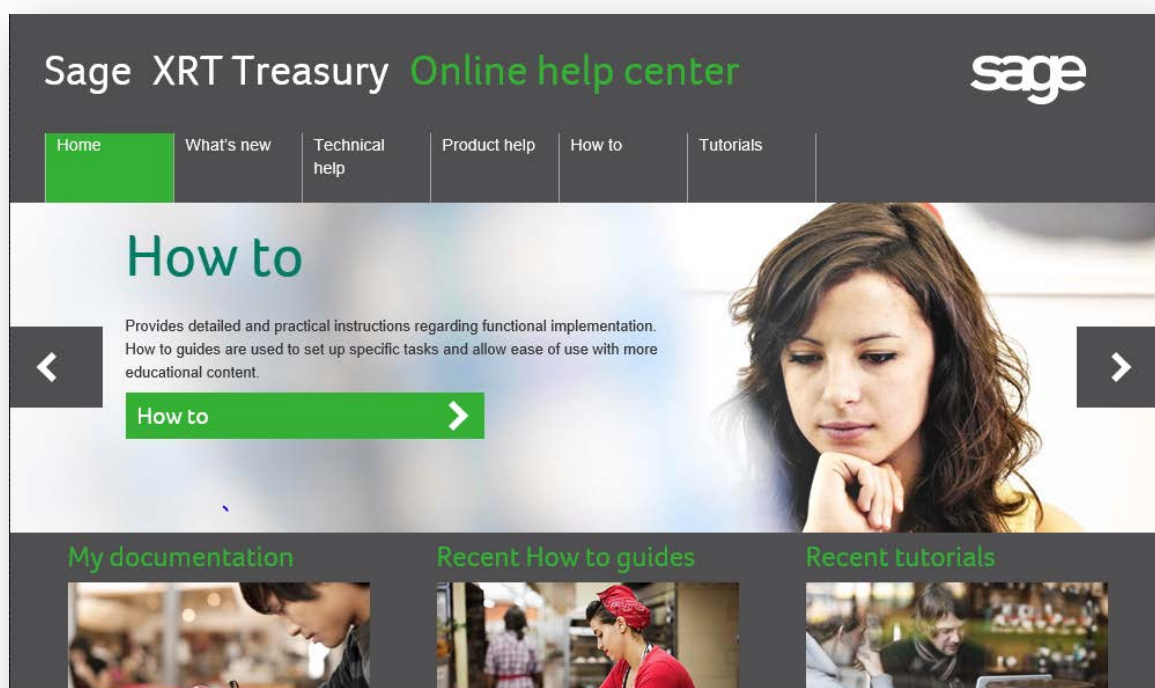 Sage XRT Treasury Online help center
sage
Home
What's new
Technical
help
Product help
How to
Tutorials
How to
Provides detailed and practical instructions regarding functional implementation.
How to guides are used to set up specific tasks and allow ease of use with more
educational content.
How to
My documentation
Recent How to guides
Recent tutorials